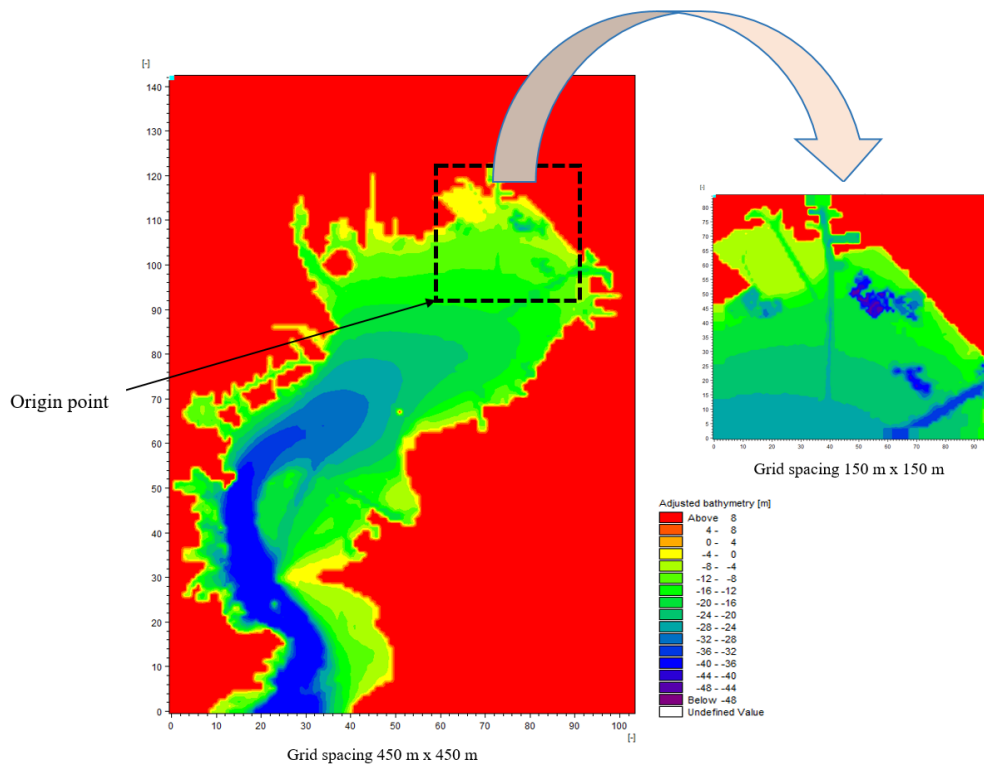 [-]
140
130
120
110
100
90
80
70
60
50
40
30
20
10
0
0 10 20 30 40 50 60 70 80 90 100
[-]
Grid spacing 450 m x 450 m
Origin point
[-]
80
75
70
65
60
55
50
45
40
35
30
25
20
15
10
5
0
0 10 20 30 40 50 60 70 80 90
Grid spacing 150 m x 150 m
Adjusted bathymetry [m]
Above 8
4 - 8
0 - 4
-4 - 0
-8 - -4
-12 - -8
-16 - -12
-20 - -16
-24 - -20
-28 - -24
-32 - -28
-36 - -32
-40 - -36
-44 - -40
-48 - -44
Below -48
Undefined Value